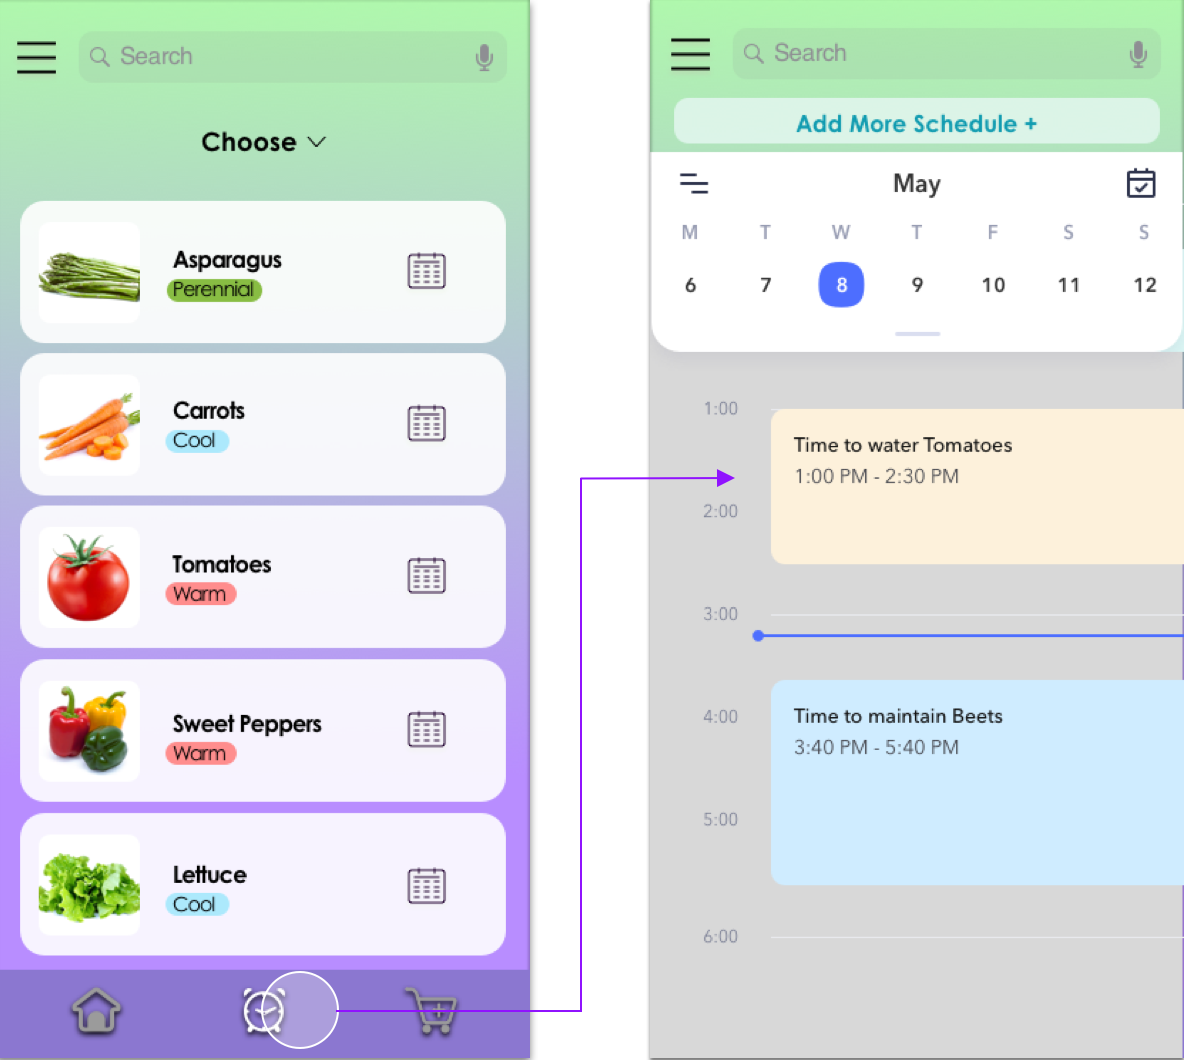 Search
Choose
Asparagus
Perennial
Carrots
Cool
Tomatoes
Warm
Sweet Peppers
Warm
Lettuce
Cool
Search
Add More Schedule +
May
M T W T F S S
6 7 8 9 10 11 12
1:00
Time to water Tomatoes
1:00 PM - 2:30 PM
2:00
3:00
4:00
Time to maintain Beets
3:40 PM - 5:40 PM
5:00
6:00